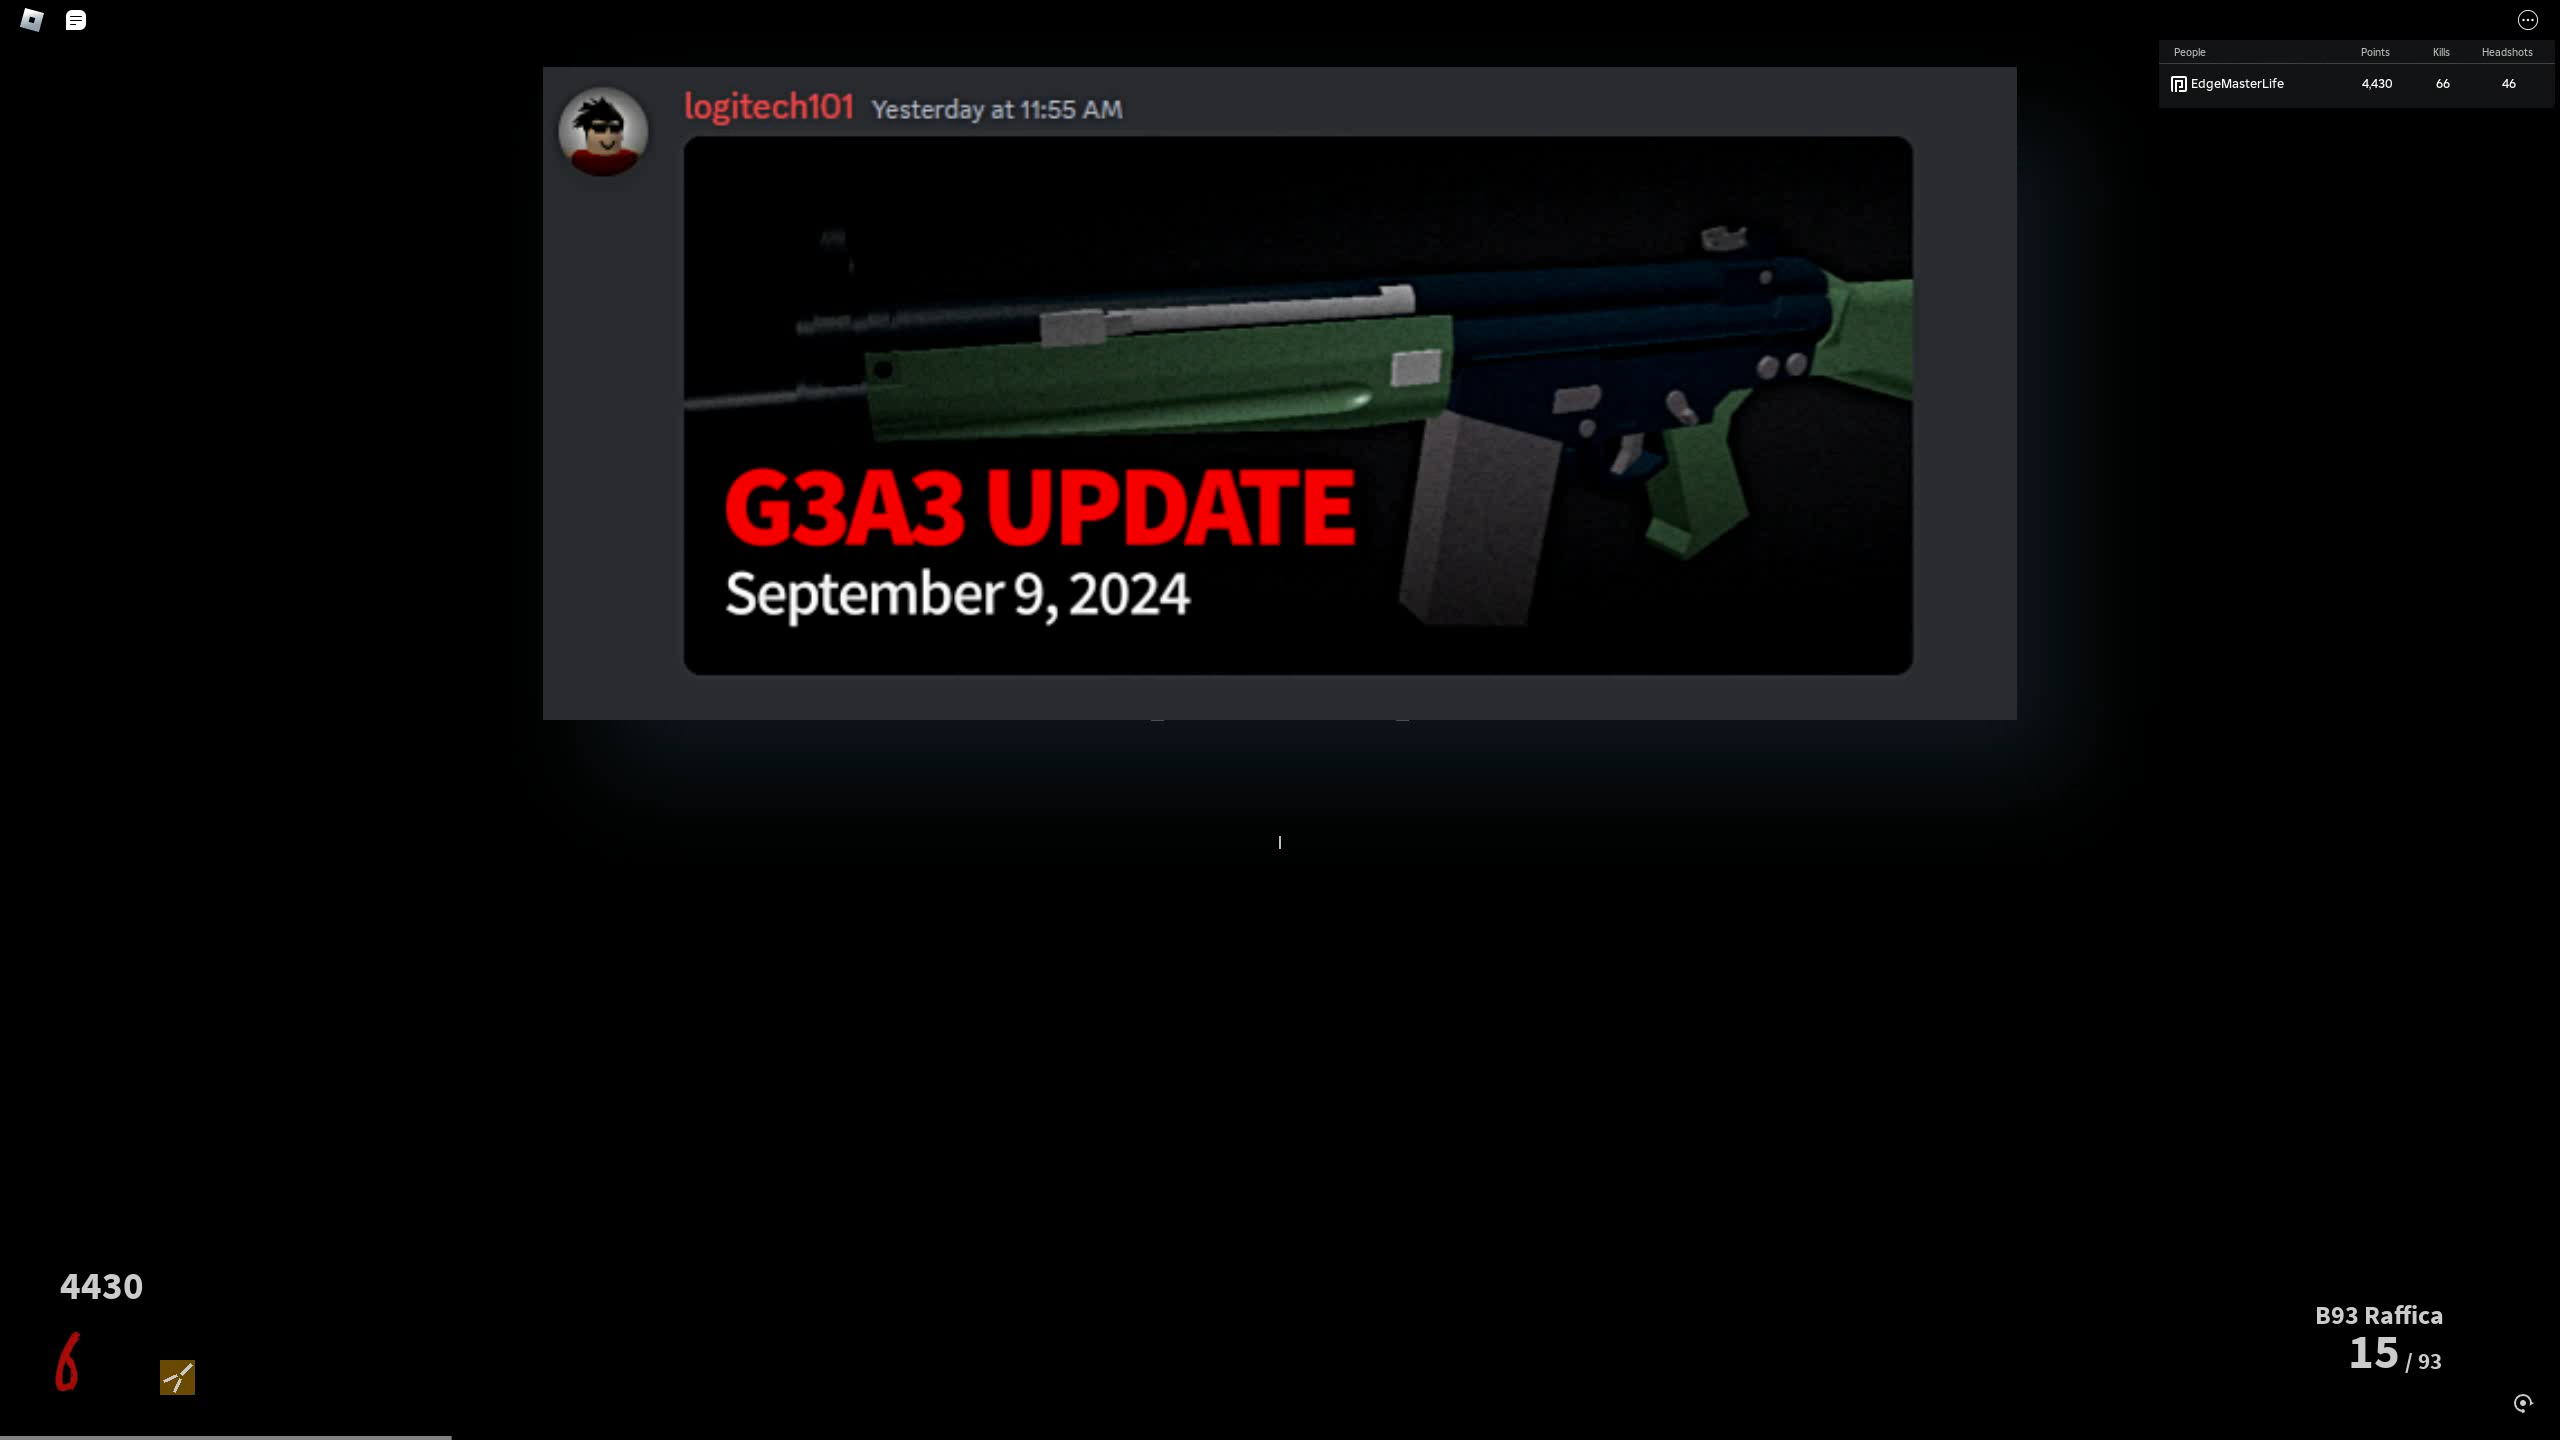 People Points Kills Headshots
EdgeMasterLife 4,430 66 46
logitech101 Yesterday at 11:55 AM
G3A3 UPDATE
September 9, 2024
4430
6
B93 Raffica
15 / 93